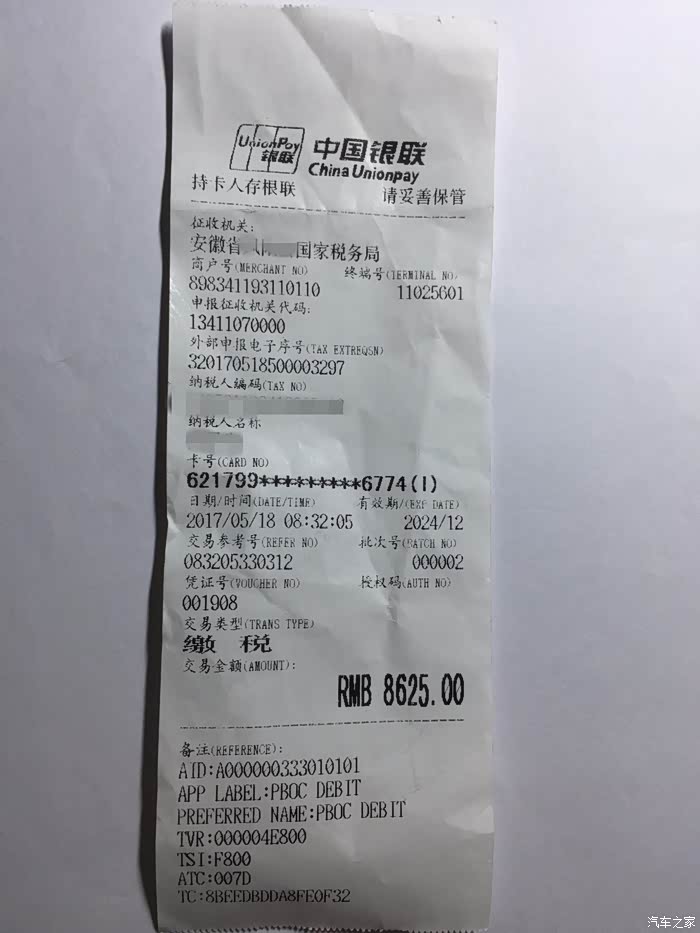 UnionPay
银联
中国银联
China Unionpay
持卡人存根联 请妥善保管
征收机关:
安徽省 国家税务局
商户号(MERCHANT NO) 终端号(TERMINAL NO)
898341193110110 11025601
申报征收机关代码:
13411070000
外部申报电子序号(TAX EXTREQSN)
320170518500003297
纳税人编码(TAX NO)
纳税人名称
卡号(CARD NO)
621799*********6774(I)
日期/时间(DATE/TIME) 有效期/(EXP DATE)
2017/05/18 08:32:05 2024/12
交易参考号(REFER NO) 批次号(BATCH NO)
083205330312 000002
凭证号(VOUCHER NO) 授权码(AUTH NO)
001908
交易类型(TRANS TYPE)
缴 税
交易金额(AMOUNT):
RMB 8625.00
备注(REFERENCE):
AID:A000000333010101
APP LABEL:PBOC DEBIT
PREFERRED NAME:PBOC DEBIT
TVR:000004E800
TSI:F800
ATC:007D
TC:8BEEDBDDA8FE0F32
汽车之家